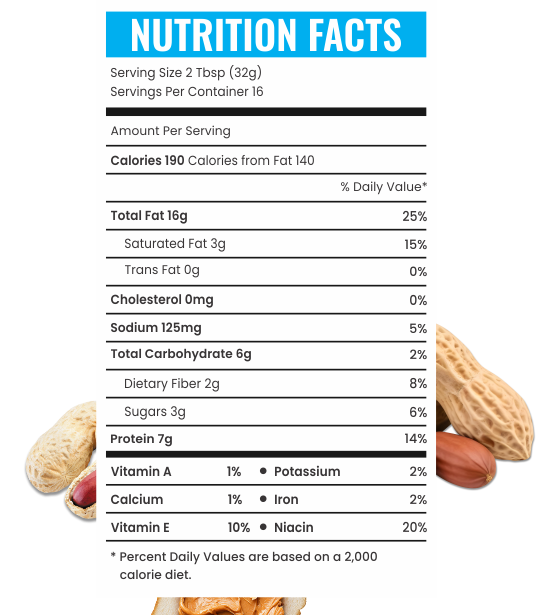 NUTRITION FACTS
Serving Size 2 Tbsp (32g)
Servings Per Container 16
Amount Per Serving
Calories 190 Calories from Fat 140
% Daily Value*
Total Fat 16g 25%
Saturated Fat 3g 15%
Trans Fat 0g 0%
Cholesterol 0mg 0%
Sodium 125mg 5%
Total Carbohydrate 6g 2%
Dietary Fiber 2g 8%
Sugars 3g 6%
Protein 7g 14%
Vitamin A 1% • Potassium 2%
Calcium 1% • Iron 2%
Vitamin E 10% • Niacin 20%
* Percent Daily Values are based on a 2,000
calorie diet.